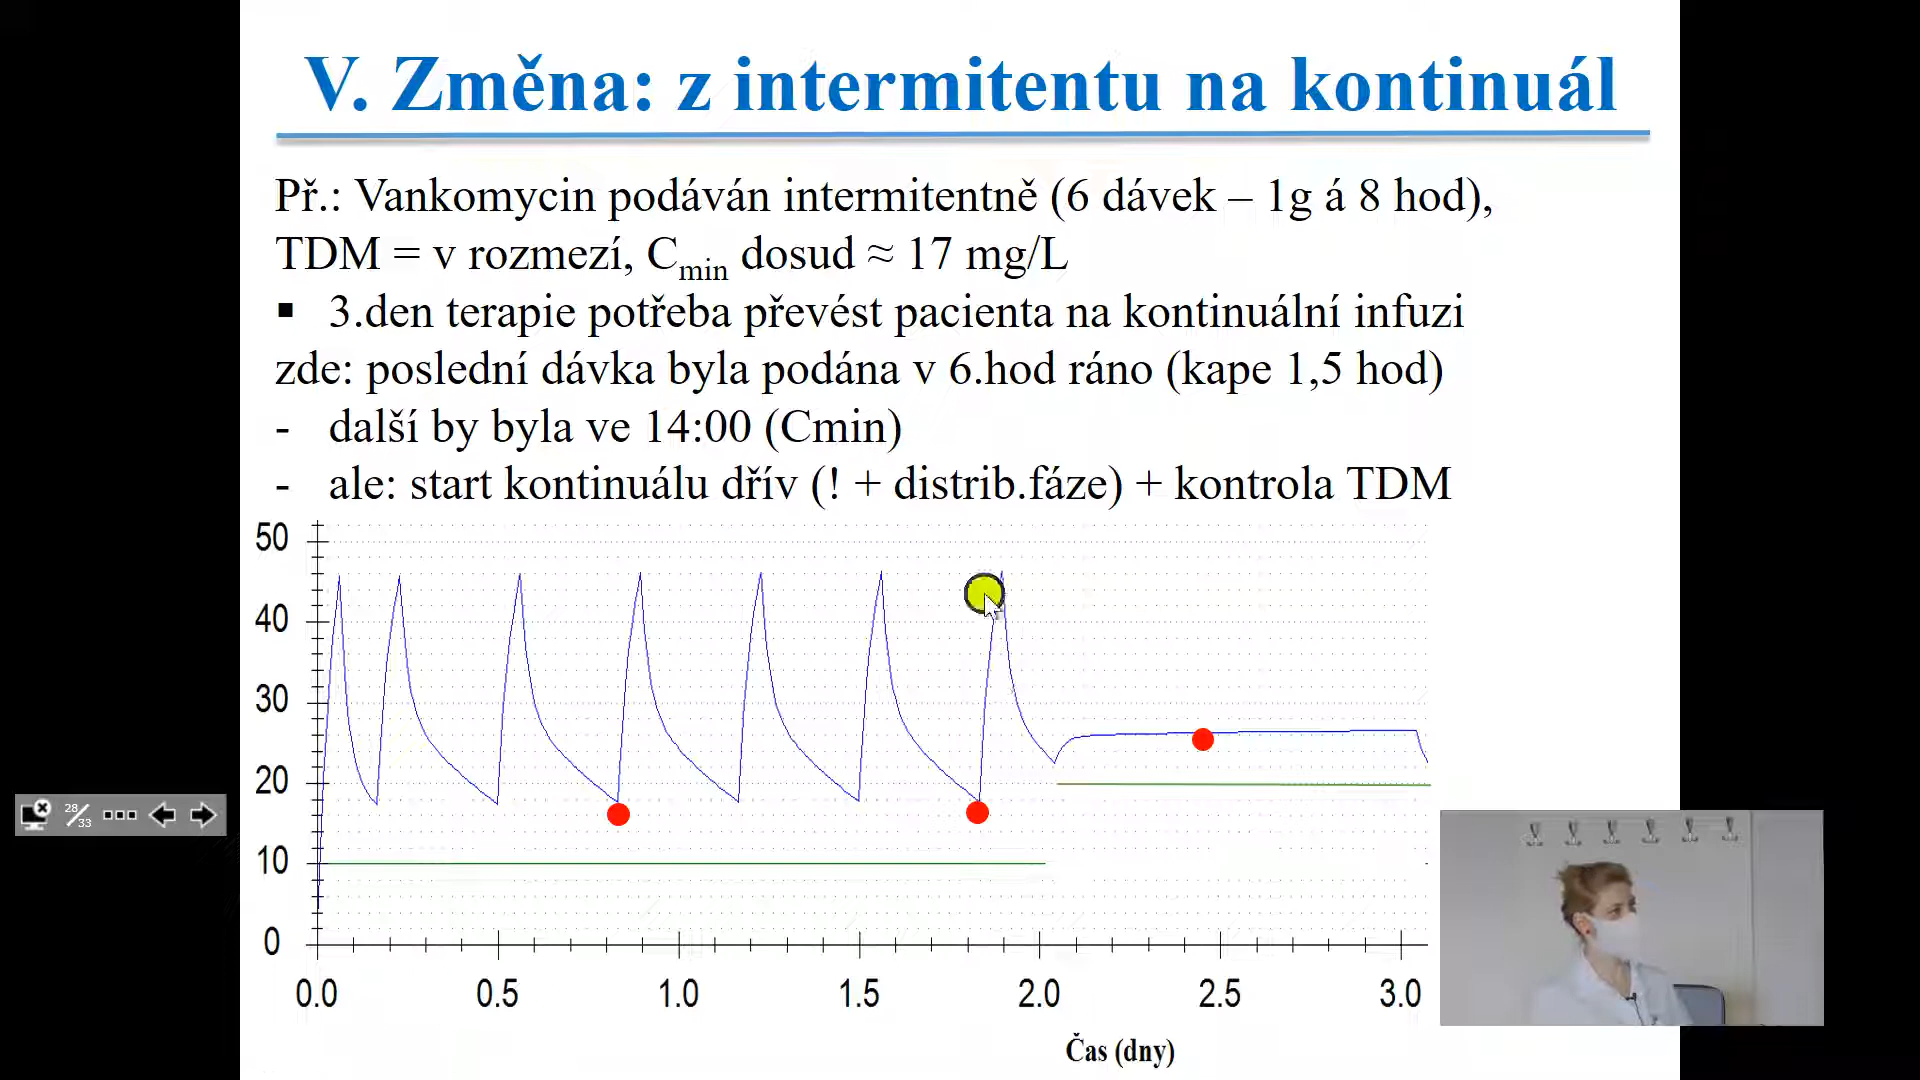 V. Změna: z intermitentu na kontinuál
Př.: Vankomycin podáván intermitentně (6 dávek – 1g á 8 hod),
TDM = v rozmezí, Cmin dosud ≈ 17 mg/L
▪ 3.den terapie potřeba převést pacienta na kontinuální infuzi
zde: poslední dávka byla podána v 6.hod ráno (kape 1,5 hod)
- další by byla ve 14:00 (Cmin)
- ale: start kontinuálu dřív (! + distrib.fáze) + kontrola TDM
50
40
30
20
10
0
0.0 0.5 1.0 1.5 2.0 2.5 3.0
Čas (dny)
28/33